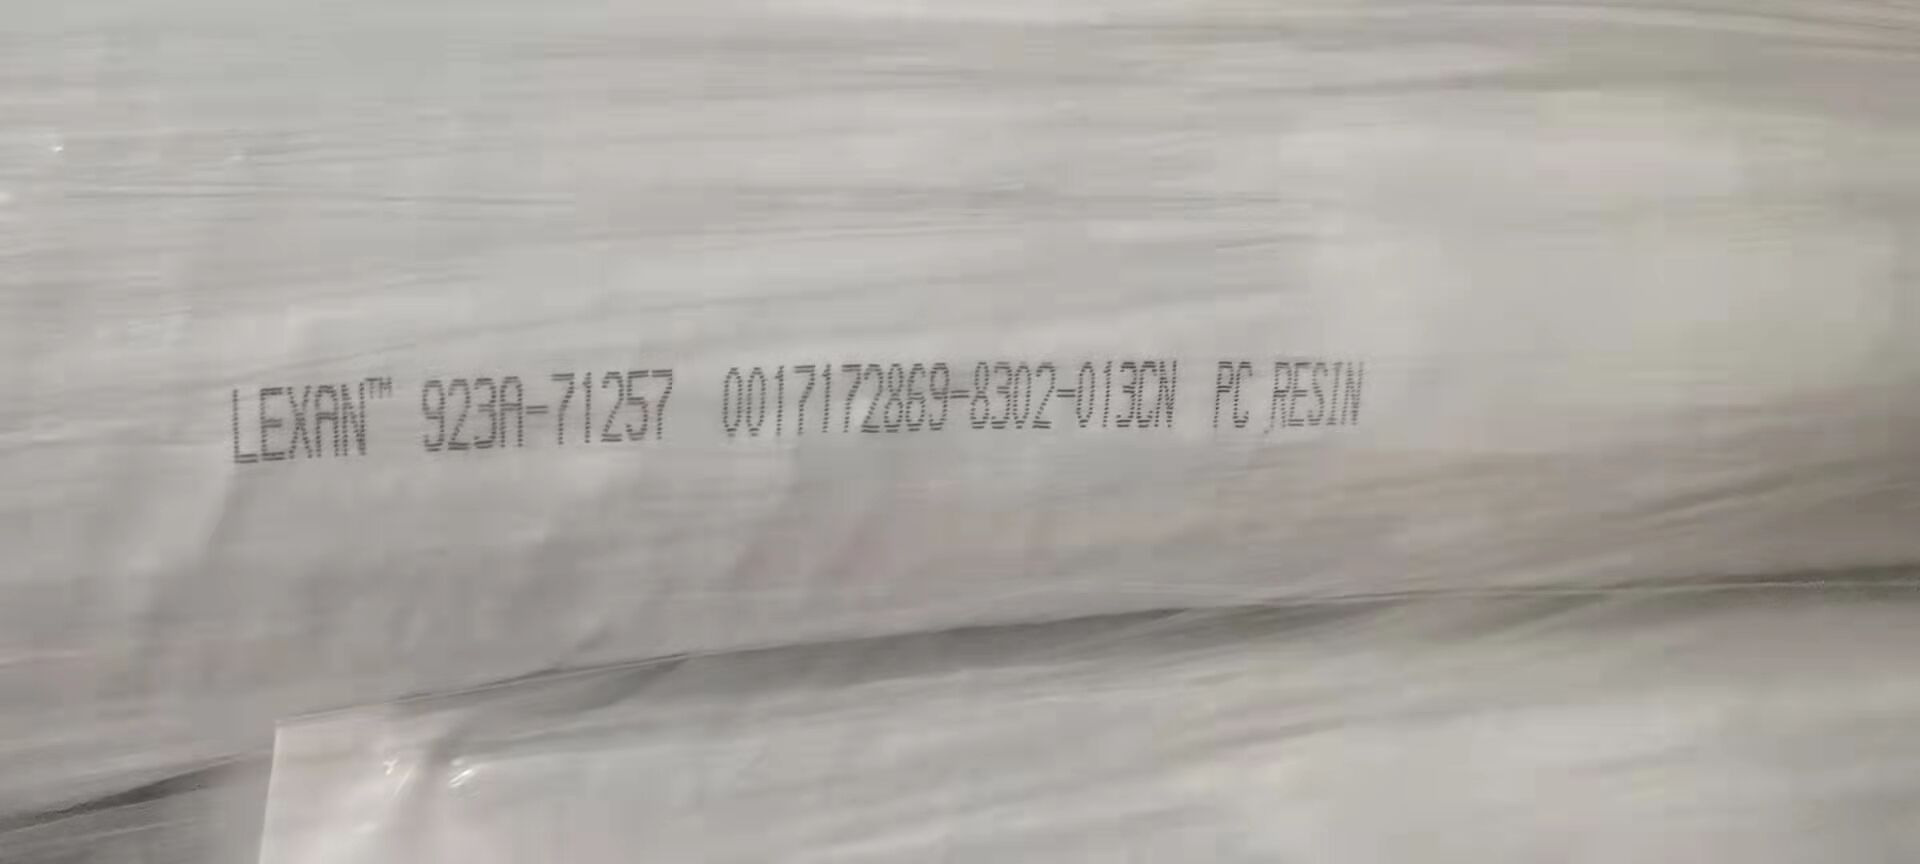 LEXAN™ 923A-71257 0017172869-8302-013CN PC RESIN